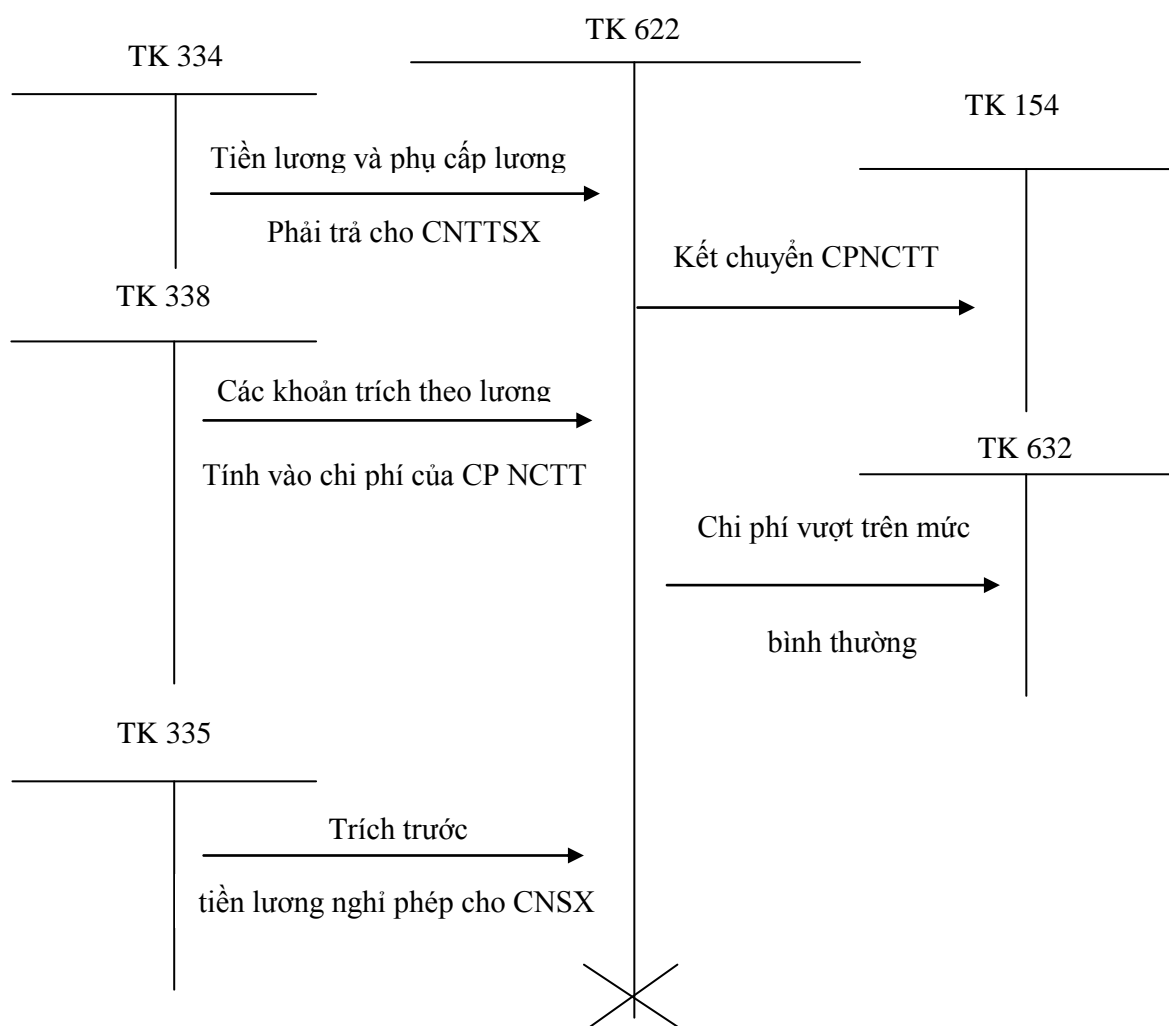 TK 334
TK 622
TK 154
Tiền lương và phụ cấp lương
Phải trả cho CNTTSX
Kết chuyển CPNCTT
TK 338
Các khoản trích theo lương
Tính vào chi phí của CP NCTT
TK 632
Chi phí vượt trên mức
bình thường
TK 335
Trích trước
tiền lương nghỉ phép cho CNSX